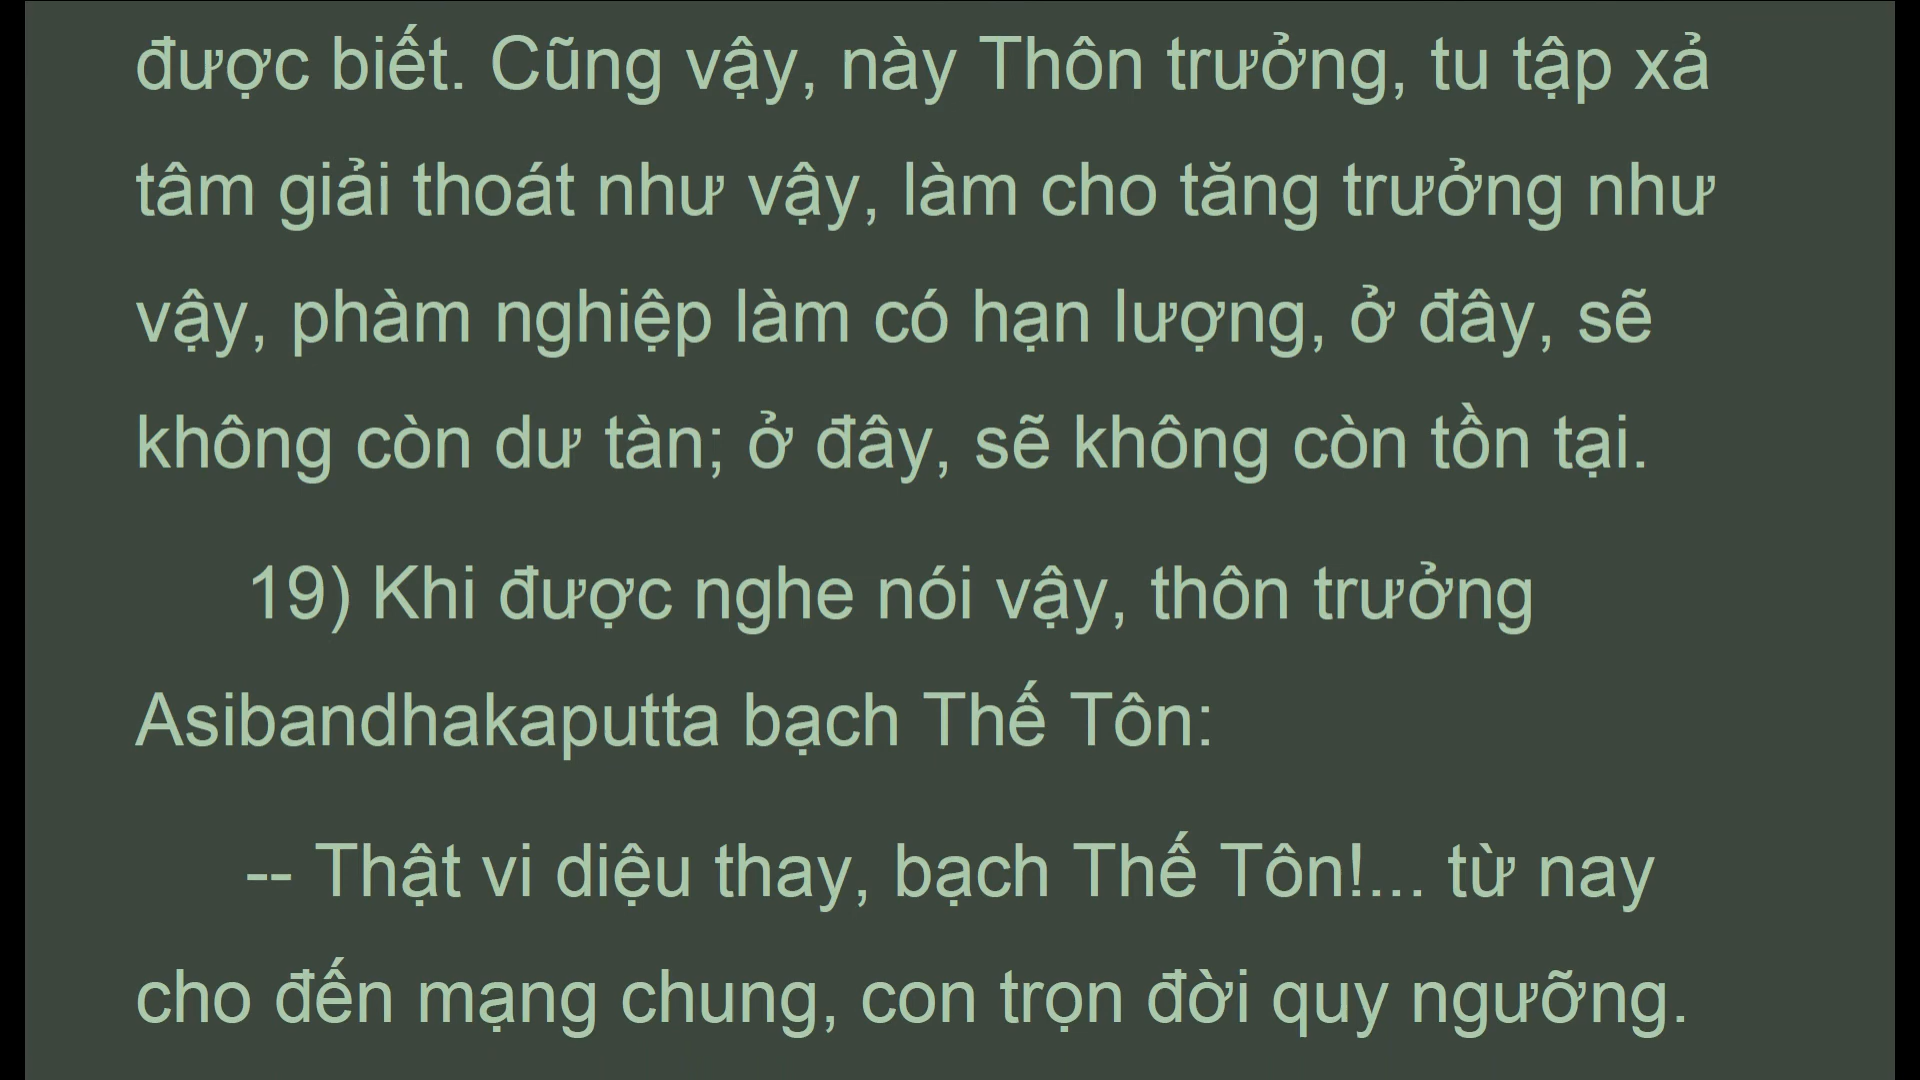 được biết. Cũng vậy, này Thôn trưởng, tu tập xả
tâm giải thoát như vậy, làm cho tăng trưởng như
vậy, phàm nghiệp làm có hạn lượng, ở đây, sẽ
không còn dư tàn; ở đây, sẽ không còn tồn tại.
19) Khi được nghe nói vậy, thôn trưởng
Asibandhakaputta bạch Thế Tôn:
-- Thật vi diệu thay, bạch Thế Tôn!... từ nay
cho đến mạng chung, con trọn đời quy ngưỡng.